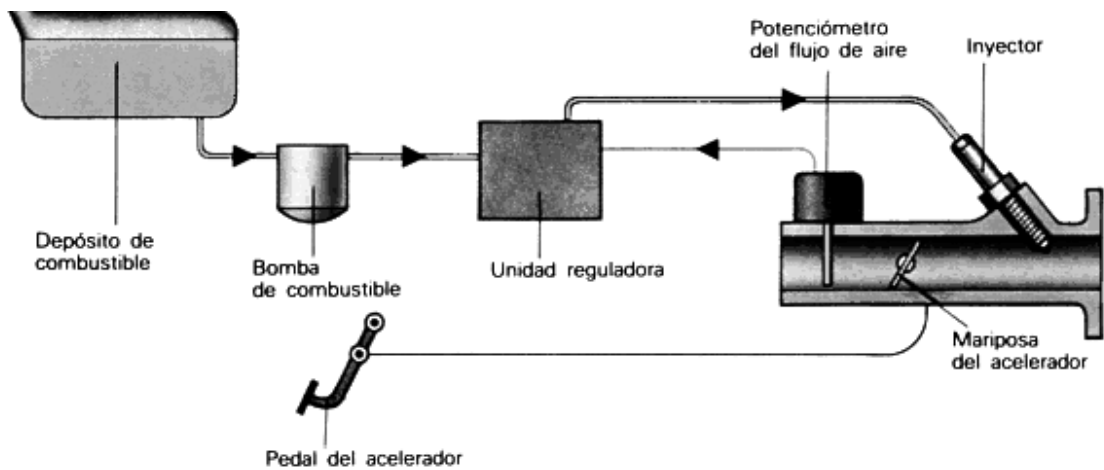 Potenciómetro
del flujo de aire
Inyector
Depósito de
combustible
Bomba
de combustible
Unidad reguladora
Mariposa
del acelerador
Pedal del acelerador